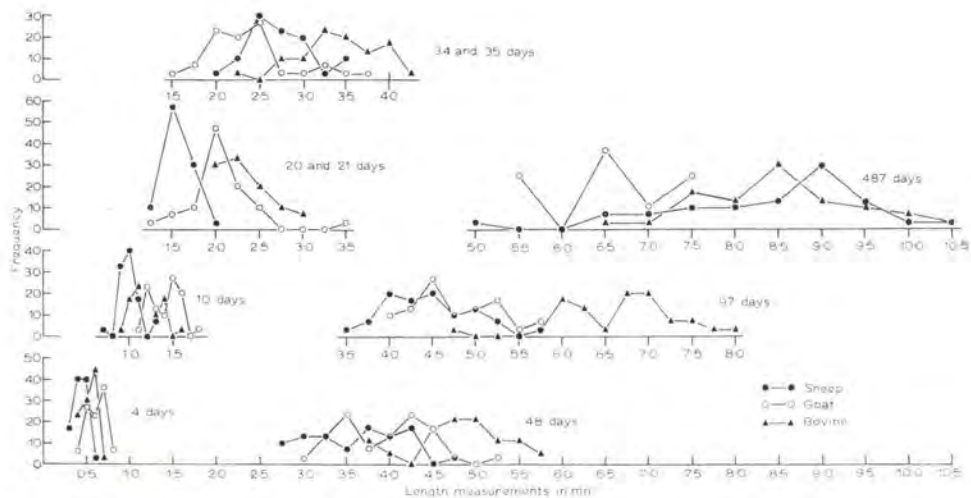 30
20
10
0
34 and 35 days
15 20 25 30 35 40
60
50
40
30
20
10
0
20 and 21 days
487 days
15 20 25 30 35
50 55 60 65 70 75 80 85 90 95 100 105
Frequency
40
20
0
10 days
97 days
10 15
35 40 45 50 55 60 65 70 75 80
50
40
30
20
10
0
4 days
48 days
Sheep
Goat
Bovine
05 10 15 20 25 30 35 40 45 50 55 60 65 70 75 80 85 90 95 100 105
Length measurements in mm